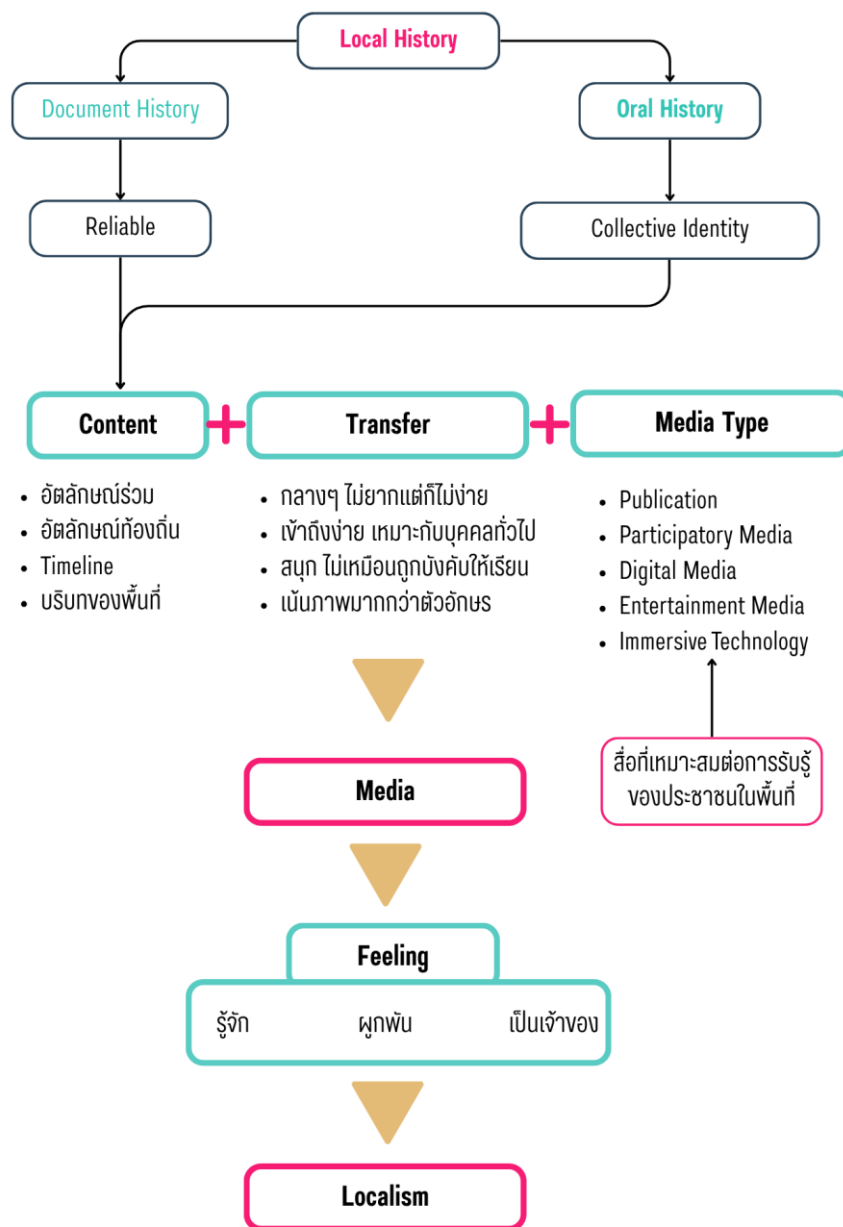 Local History
Document History
Oral History
Reliable
Collective Identity
Content + Transfer + Media Type
• อัตลักษณ์ร่วม
• อัตลักษณ์ท้องถิ่น
• Timeline
• บริบทของพื้นที่
• กลางๆ ไม่ยากแต่ก็ไม่ง่าย
• เข้าถึงง่าย เหมาะกับบุคคลทั่วไป
• สนุก ไม่เหมือนถูกบังคับให้เรียน
• เน้นภาพมากกว่าตัวอักษร
• Publication
• Participatory Media
• Digital Media
• Entertainment Media
• Immersive Technology
สื่อที่เหมาะสมต่อการรับรู้
ของประชาชนในพื้นที่
Media
Feeling
รู้จัก ผูกพัน เป็นเจ้าของ
Localism